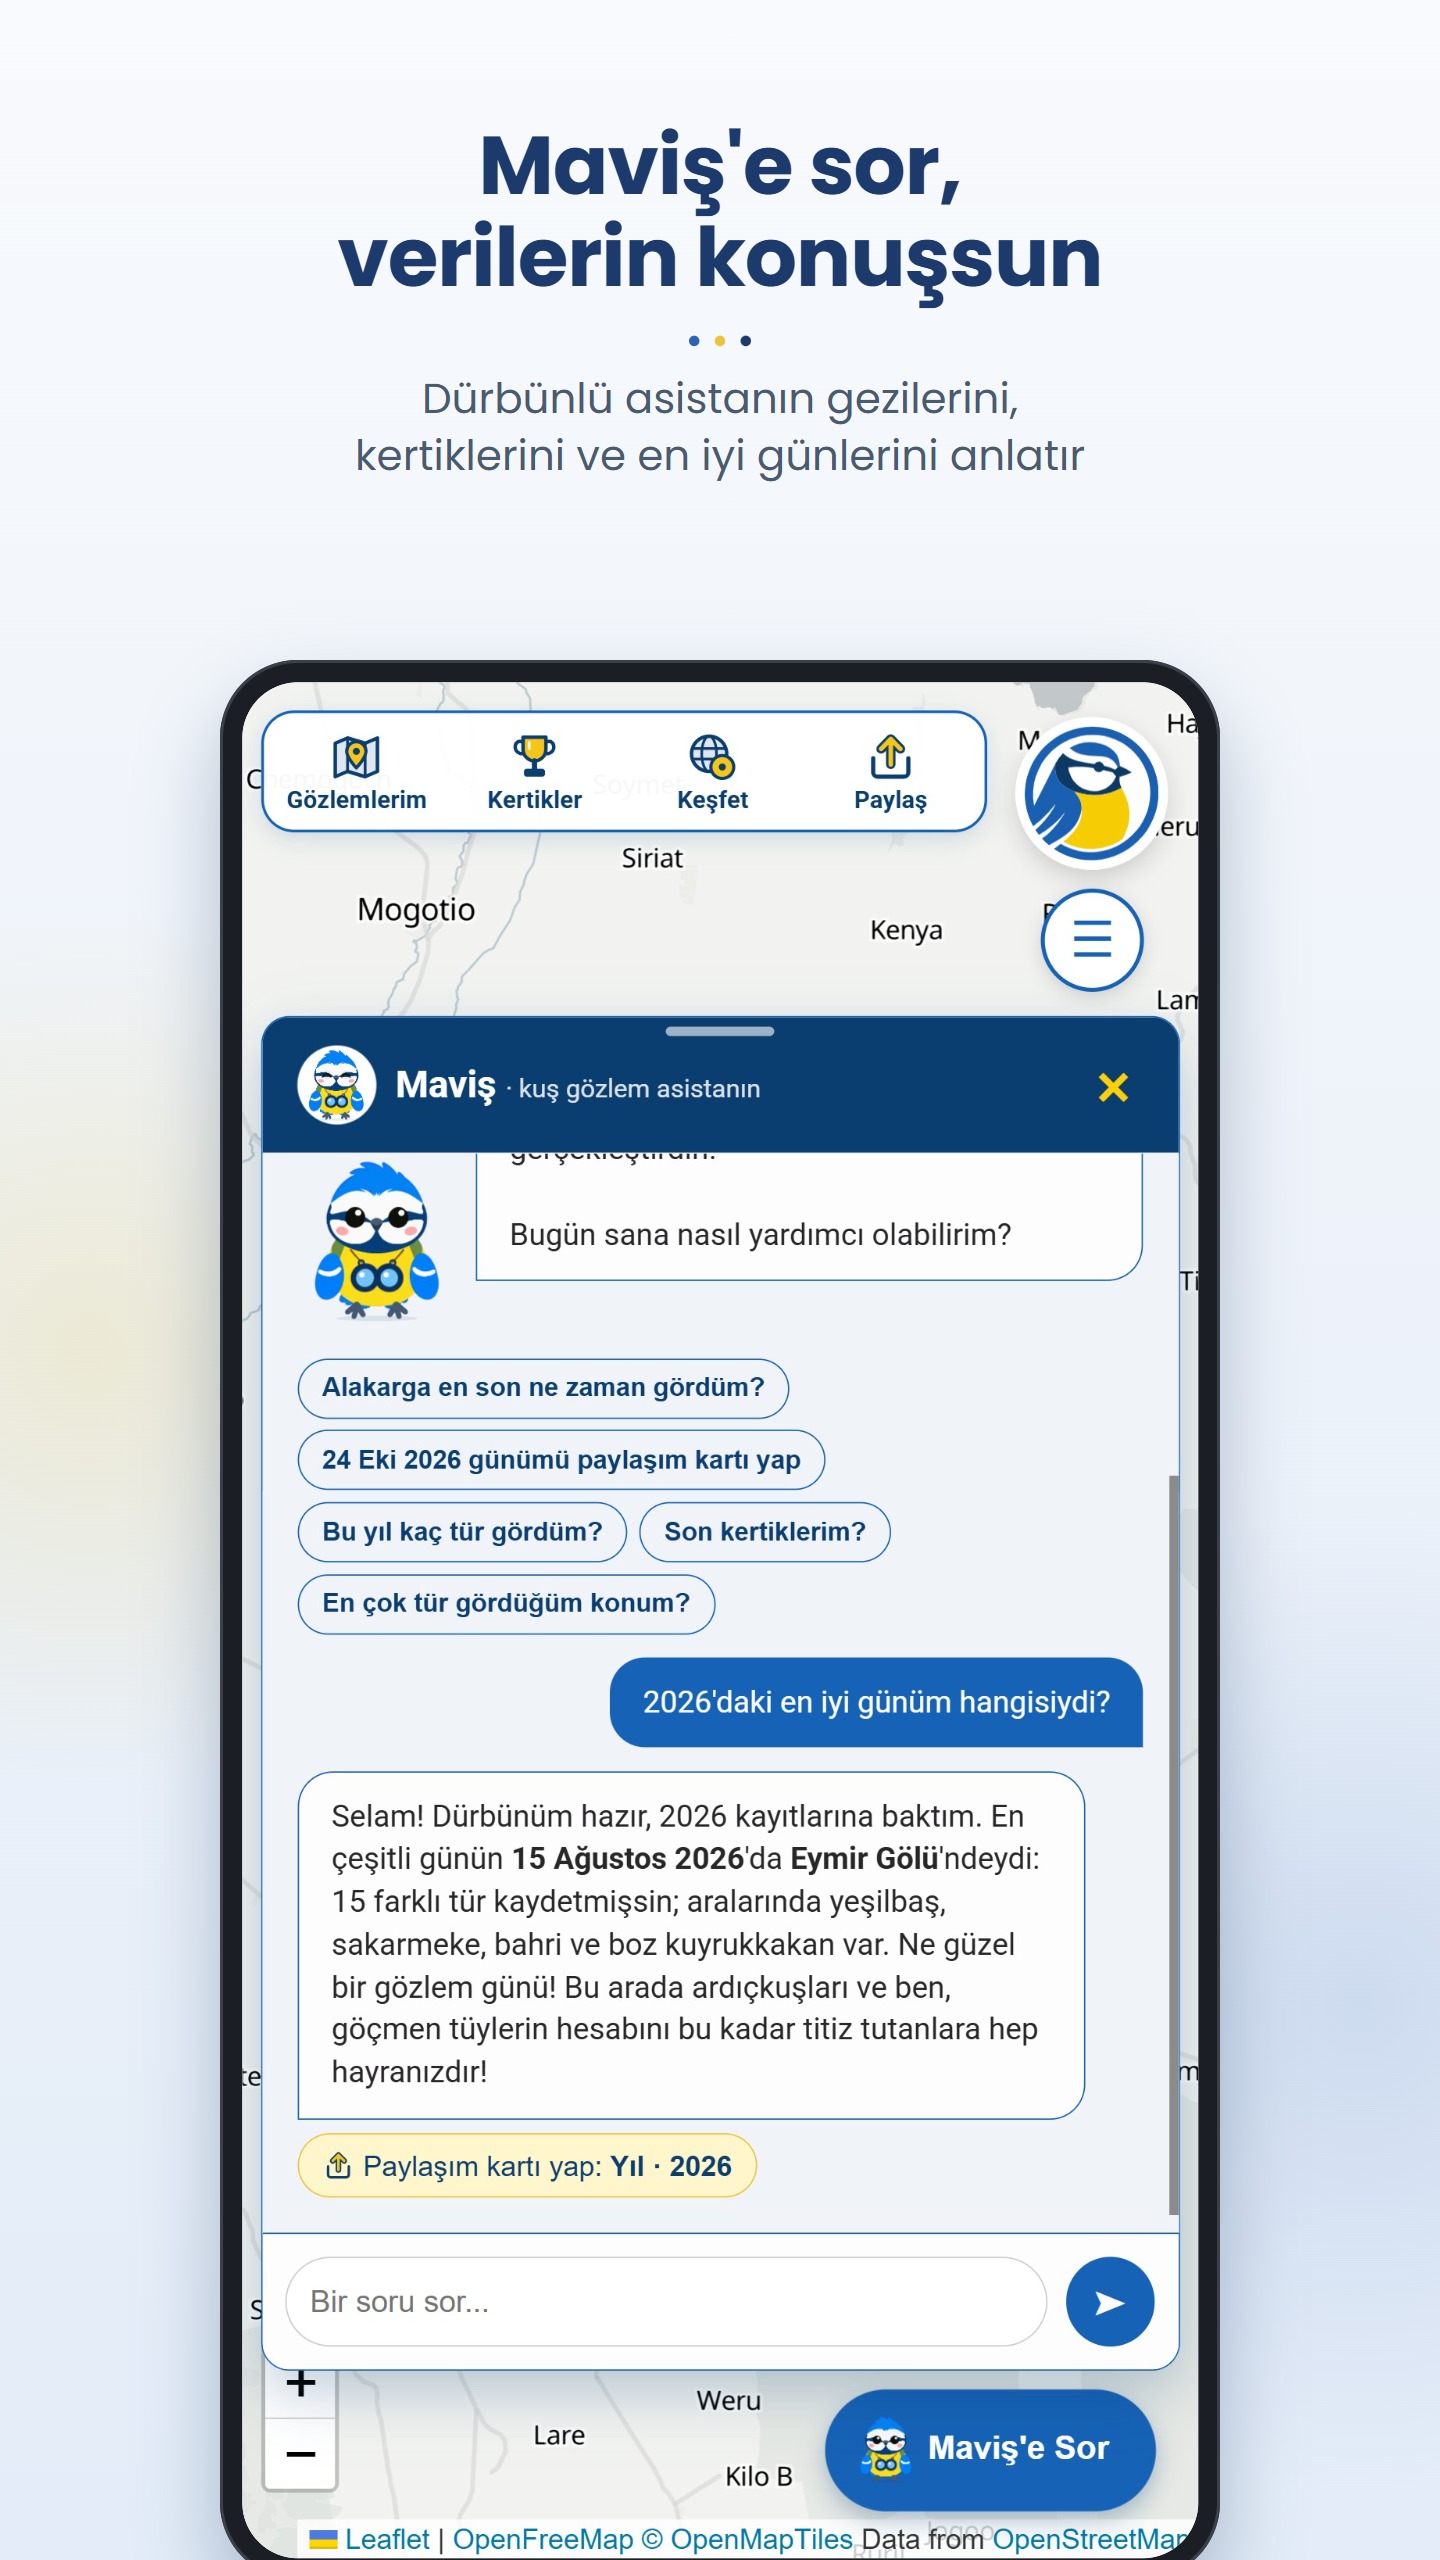 Maviş'e sor,
verilerin konuşsun
Dürbünlü asistanın gezilerini,
kertiklerini ve en iyi günlerini anlatır
Gözlemlerim
Kertikler
Keşfet
Paylaş
Siriat
Mogotio
Kenya
Maviş · kuş gözlem asistanın
gerçekleştirdin.
Bugün sana nasıl yardımcı olabilirim?
Alakarga en son ne zaman gördüm?
24 Eki 2026 günümü paylaşım kartı yap
Bu yıl kaç tür gördüm? Son kertiklerim?
En çok tür gördüğüm konum?
2026'daki en iyi günüm hangisiydi?
Selam! Dürbünüm hazır, 2026 kayıtlarına baktım. En
çeşitli günün 15 Ağustos 2026'da Eymir Gölü'ndeydi:
15 farklı tür kaydetmişsin; aralarında yeşilbaş,
sakarmeke, bahri ve boz kuyrukkakan var. Ne güzel
bir gözlem günü! Bu arada ardıçkuşları ve ben,
göçmen tüylerin hesabını bu kadar titiz tutanlara hep
hayranızdır!
Paylaşım kartı yap: Yıl · 2026
Bir soru sor...
+
−
Weru
Lare
Kilo B
Maviş'e Sor
Leaflet | OpenFreeMap © OpenMapTiles Data from OpenStreetMap